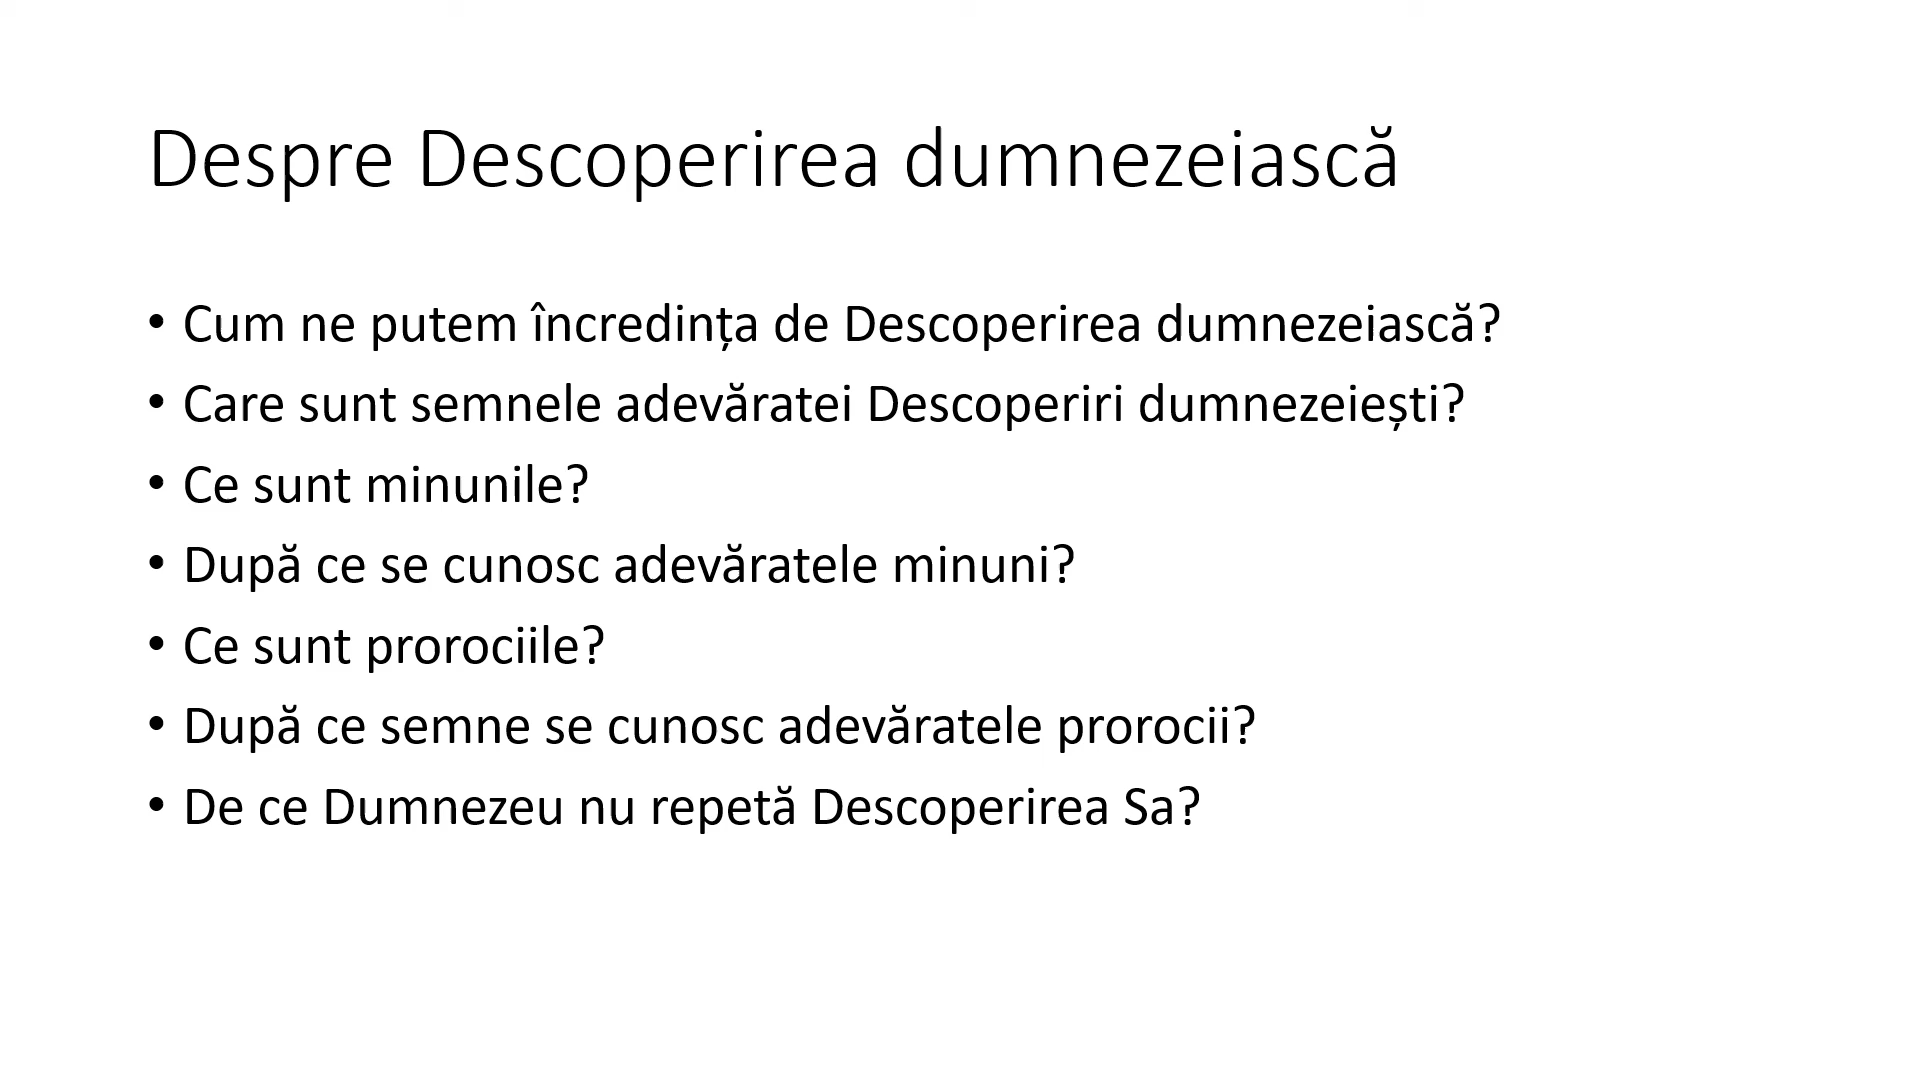 Despre Descoperirea dumnezeiască
• Cum ne putem încredința de Descoperirea dumnezeiască?
• Care sunt semnele adevăratei Descoperiri dumnezeiești?
• Ce sunt minunile?
• După ce se cunosc adevăratele minuni?
• Ce sunt prorociile?
• După ce semne se cunosc adevăratele prorocii?
• De ce Dumnezeu nu repetă Descoperirea Sa?